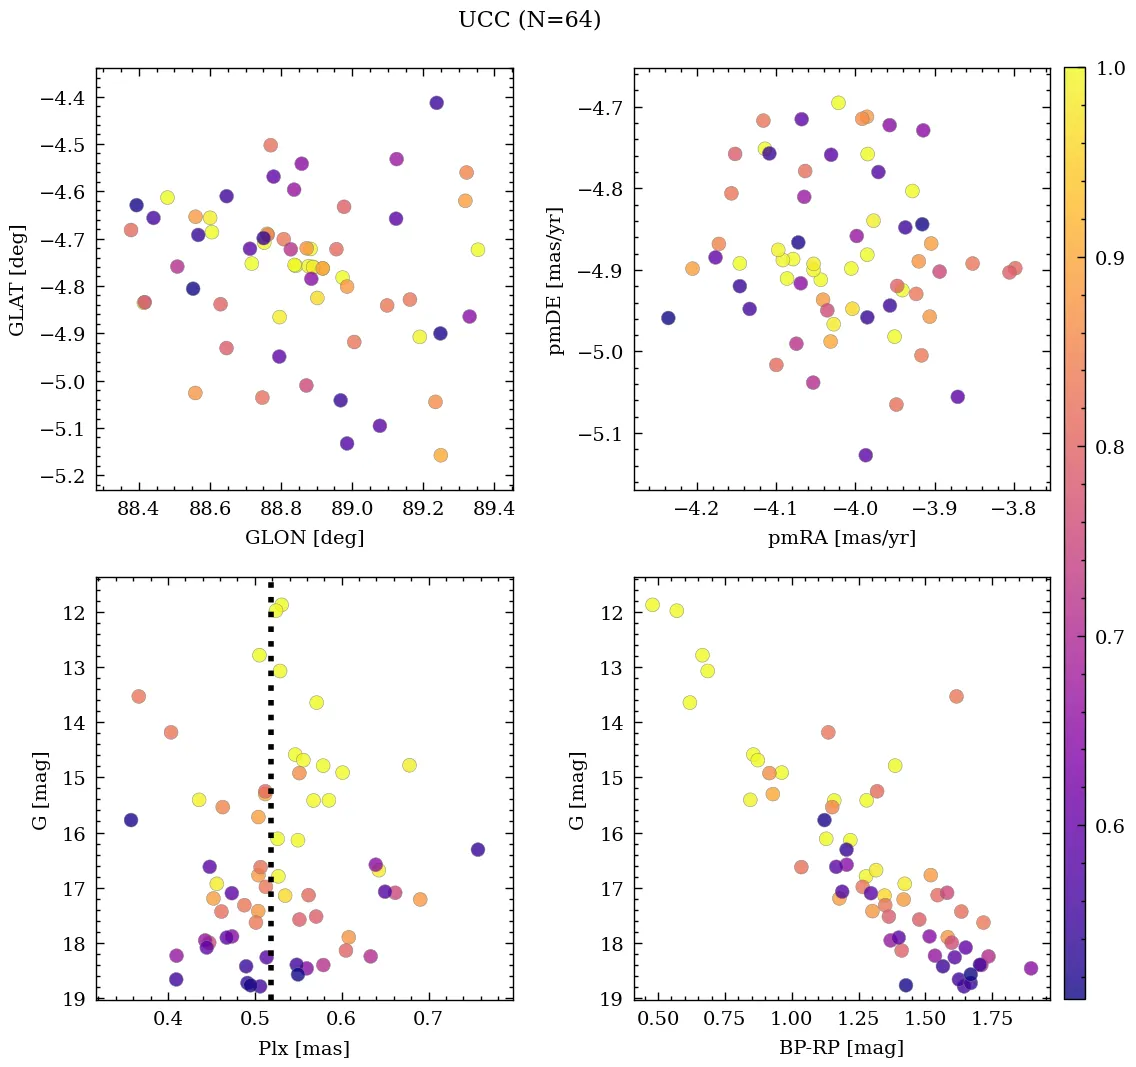 UCC (N=64)
−4.4
−4.5
−4.6
−4.7
−4.8
−4.9
−5.0
−5.1
−5.2
GLAT [deg]
88.4 88.6 88.8 89.0 89.2 89.4
GLON [deg]
−4.7
−4.8
−4.9
−5.0
−5.1
pmDE [mas/yr]
−4.2 −4.1 −4.0 −3.9 −3.8
pmRA [mas/yr]
1.0
0.9
0.8
0.7
0.6
12
13
14
15
16
17
18
19
G [mag]
0.4 0.5 0.6 0.7
Plx [mas]
12
13
14
15
16
17
18
19
G [mag]
0.50 0.75 1.00 1.25 1.50 1.75
BP-RP [mag]